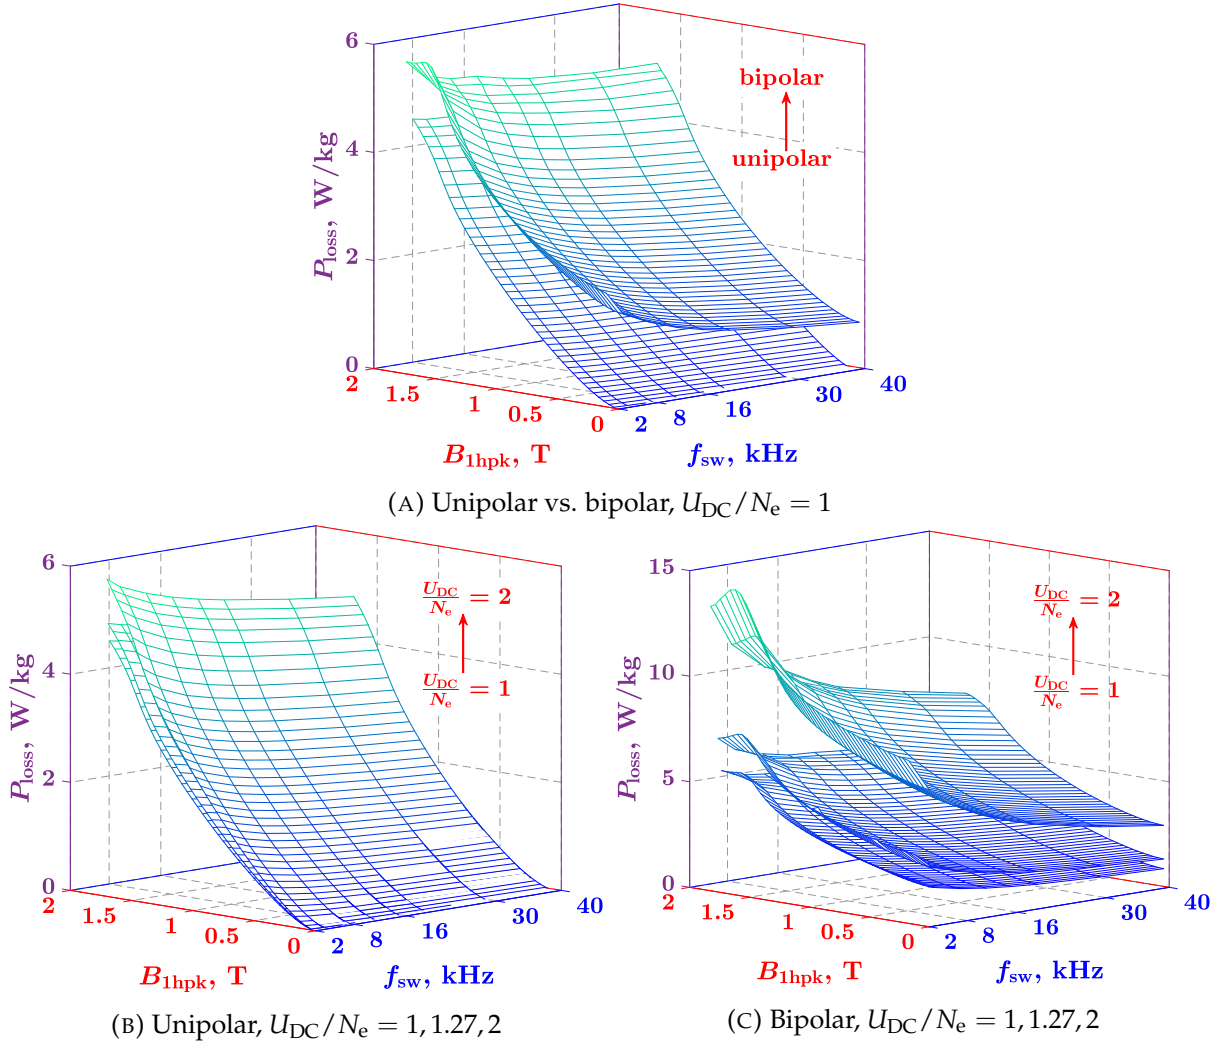 6
4
2
0
P_loss, W/kg
bipolar
unipolar
2
1.5
1
0.5
0
2
8
16
30
40
B_1hpk, T
f_sw, kHz
(A) Unipolar vs. bipolar, U_DC/N_e = 1
6
4
2
0
P_loss, W/kg
U_DC/N_e = 2
U_DC/N_e = 1
2
1.5
1
0.5
0
2
8
16
30
40
B_1hpk, T
f_sw, kHz
(B) Unipolar, U_DC/N_e = 1, 1.27, 2
15
10
5
0
P_loss, W/kg
U_DC/N_e = 2
U_DC/N_e = 1
2
1.5
1
0.5
0
2
8
16
30
40
B_1hpk, T
f_sw, kHz
(C) Bipolar, U_DC/N_e = 1, 1.27, 2